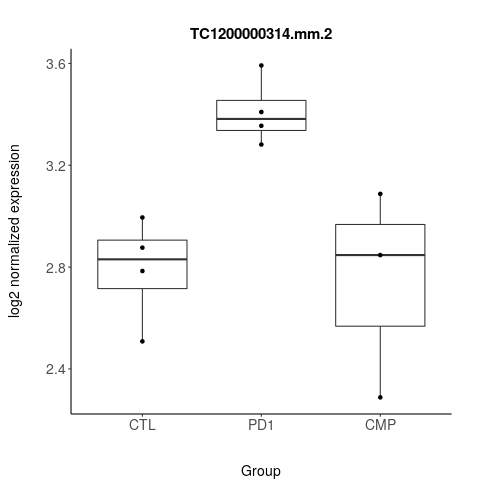 TC1200000314.mm.2
log2 normalized expression
3.6
3.2
2.8
2.4
CTL PD1 CMP
Group